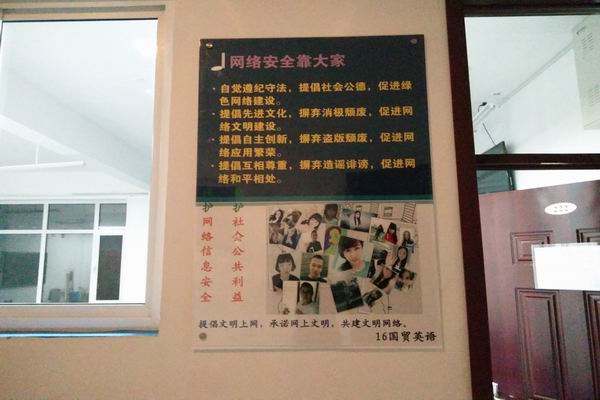 网络安全靠大家
·自觉遵纪守法，提倡社会公德，促进绿
色网络建设。
·提倡先进文化，摒弃消极颓废，促进网
络文明建设。
·提倡自主创新，摒弃盗版颓废，促进网
络应用繁荣。
·提倡互相尊重，摒弃造谣诽谤，促进网
络和平相处。
护网络信息安全
护社会公共利益
提倡文明上网，承诺网上文明，共建文明网络。
16国贸英语